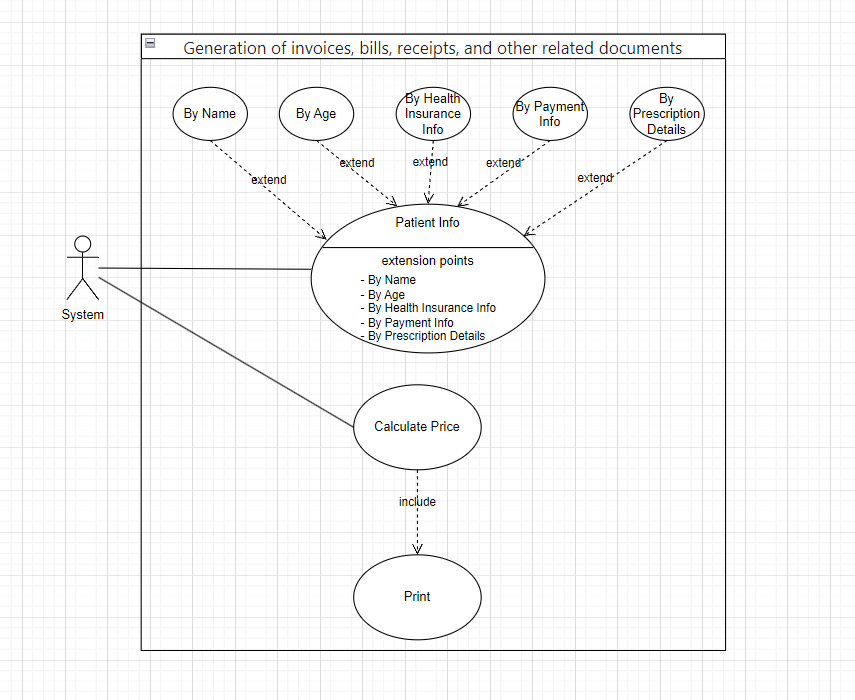 Generation of invoices, bills, receipts, and other related documents
By Name
By Age
By Health
Insurance
Info
By Payment
Info
By
Prescription
Details
extend
extend
extend
extend
extend
Patient Info
extension points
- By Name
- By Age
- By Health Insurance Info
- By Payment Info
- By Prescription Details
System
Calculate Price
include
Print